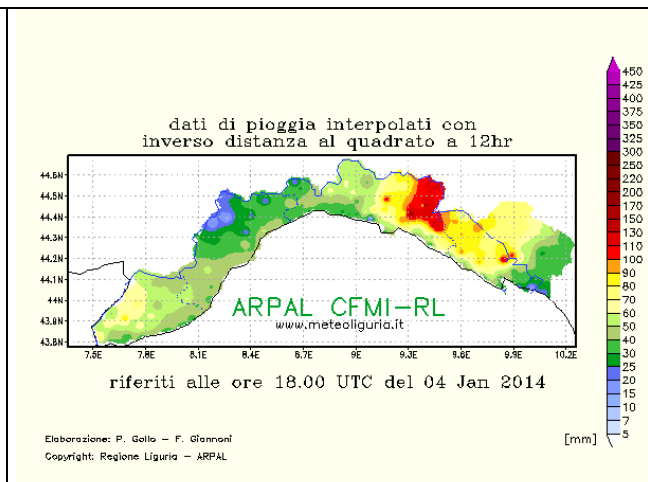 dati di pioggia interpolati con
inverso distanza al quadrato a 12hr
44.6N
44.5N
44.4N
44.3N
44.2N
44.1N
44N
43.9N
43.8N
7.5E 7.8E 8.1E 8.4E 8.7E 9E 9.3E 9.6E 9.9E 10.2E
ARPAL CFMI-RL
www.meteoliguria.it
riferiti alle ore 18.00 UTC del 04 Jan 2014
450
425
400
375
350
325
300
250
220
200
170
150
130
110
100
90
80
70
60
50
40
30
25
20
15
10
7
5
[mm]
Elaborazione: P. Gollo – F. Giannoni
Copyright: Regione Liguria – ARPAL